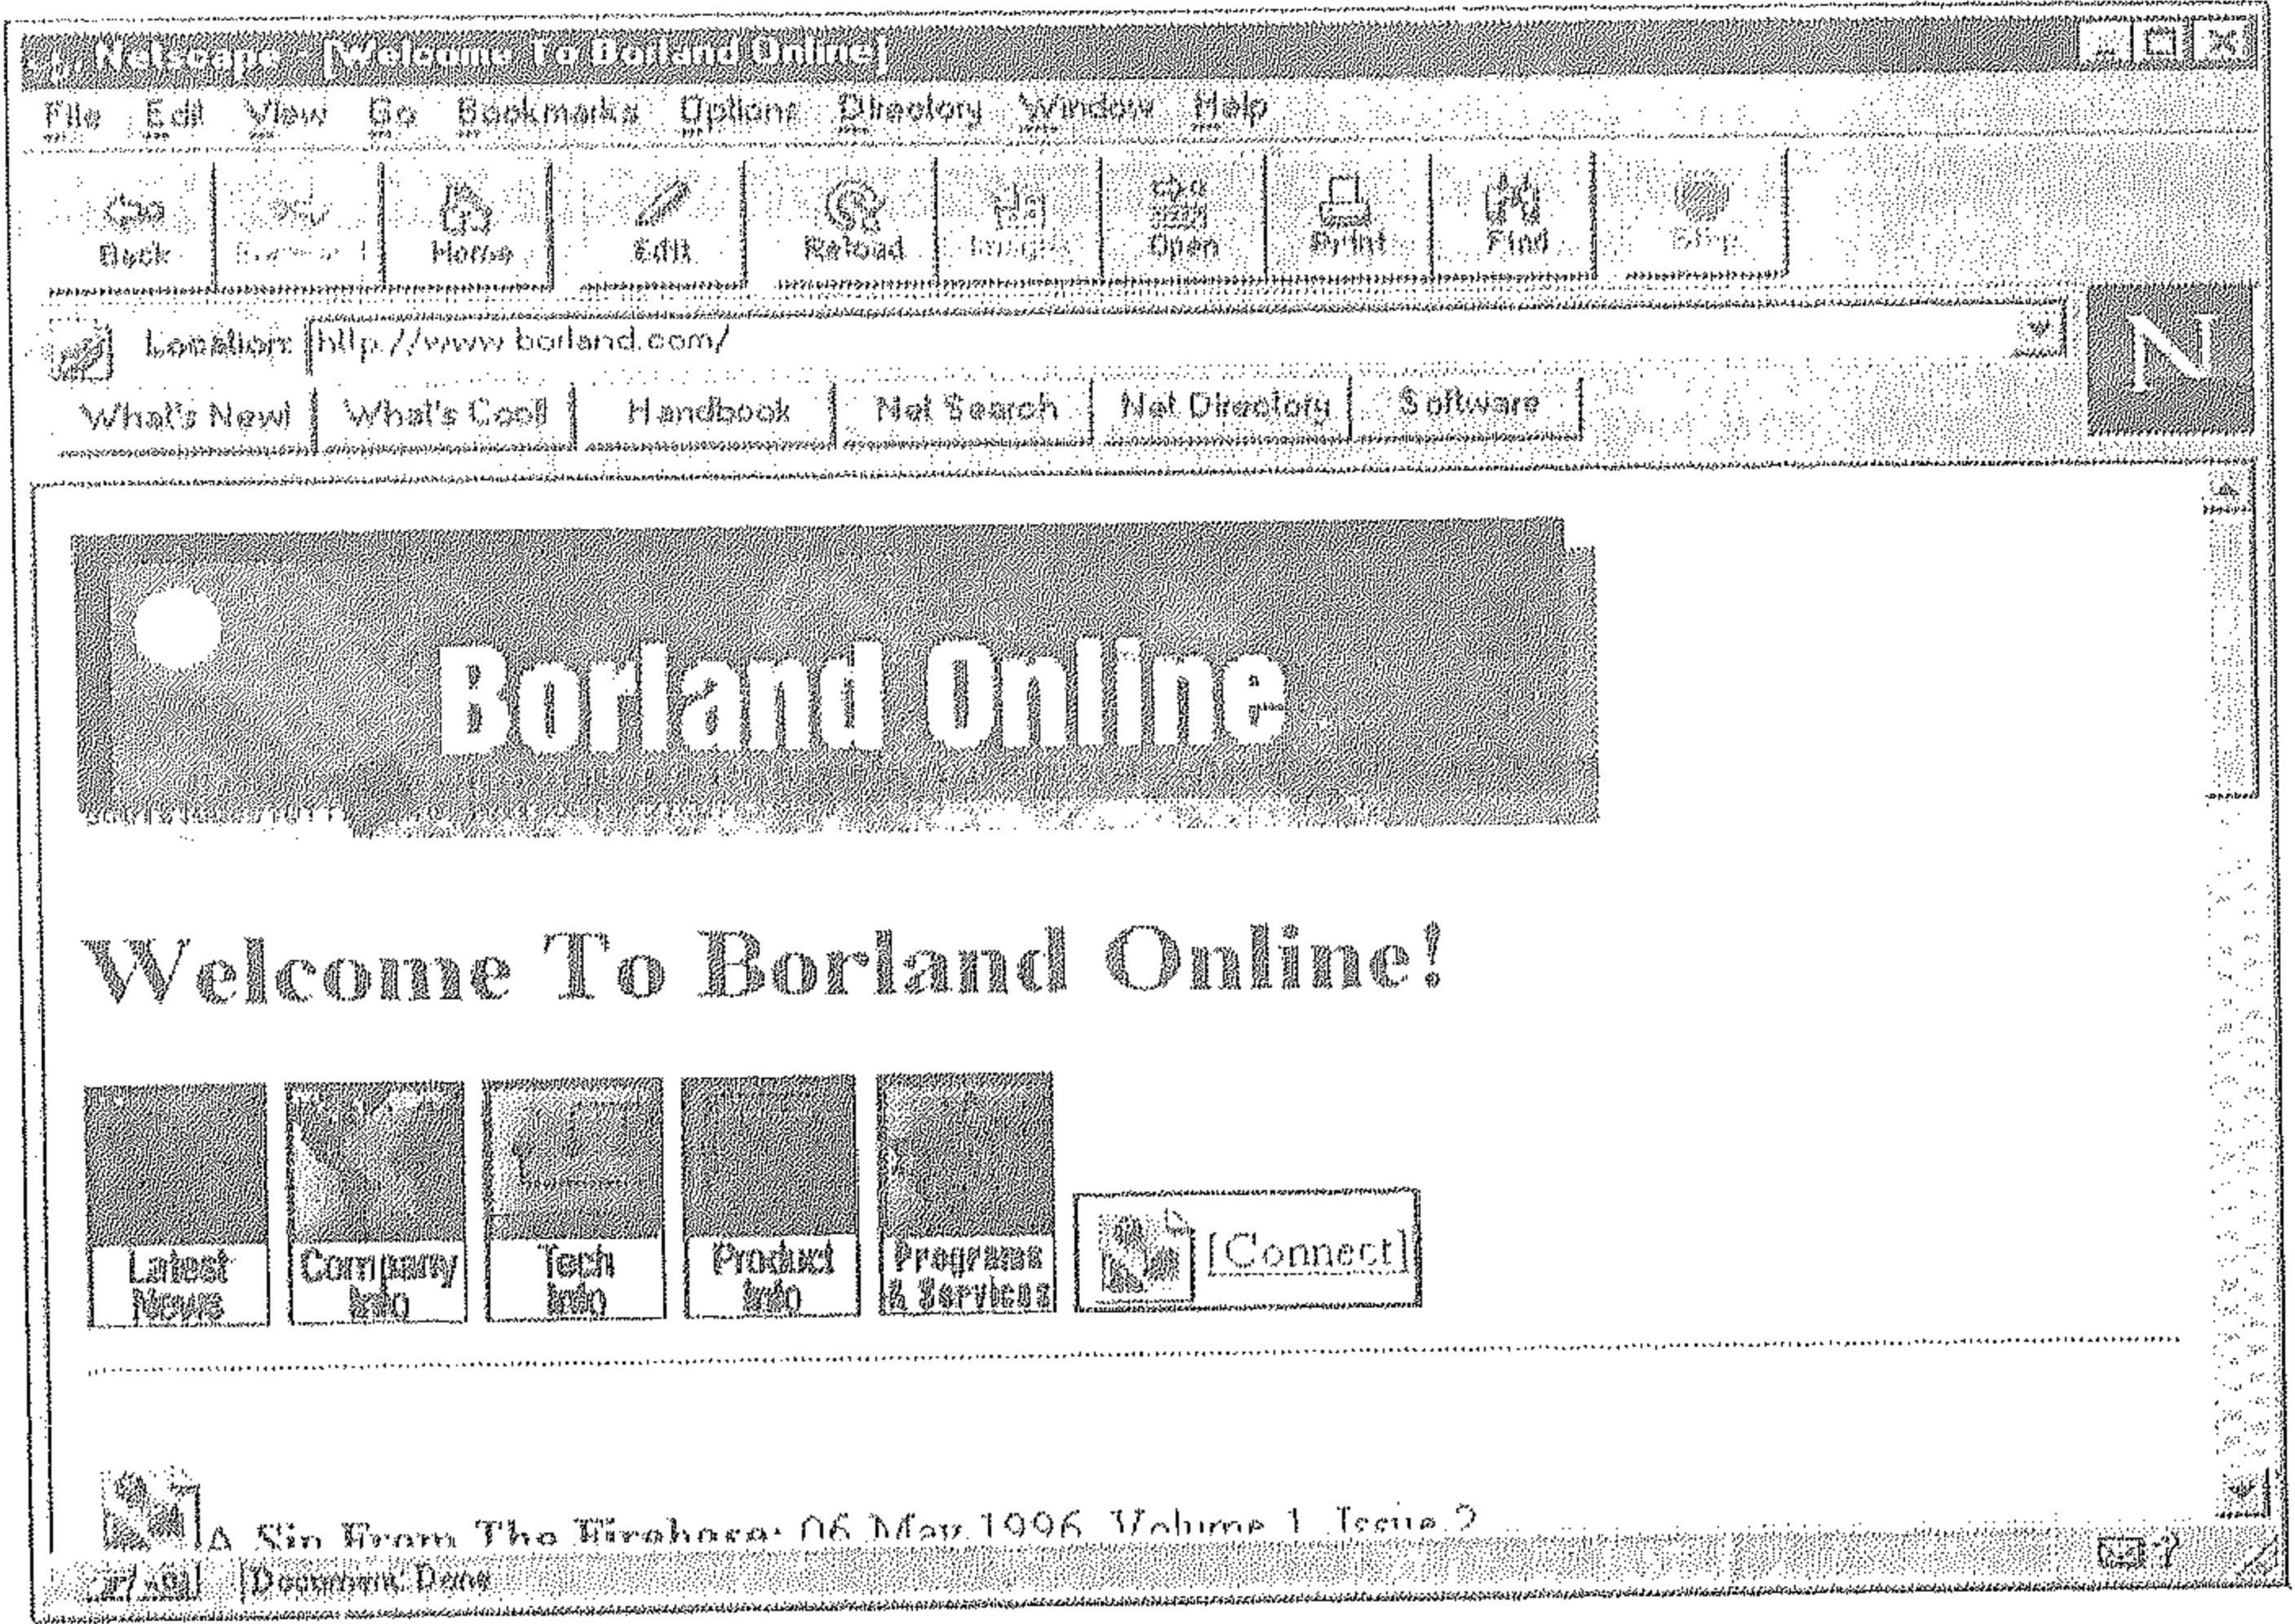 Netscape - [Welcome To Borland Online]
File Edit View Go Bookmarks Options Directory Window Help
Back Forward Home Edit Reload Images Open Print Find Stop
Location: http://www.borland.com/
N
What's New! What's Cool! Handbook Net Search Net Directory Software
Borland Online
Welcome To Borland Online!
Latest News
Company Info
Tech Info
Product Info
Programs & Services
[Connect]
A Sip From The Firehose: 06 May 1996, Volume 1, Issue 2
Document: Done